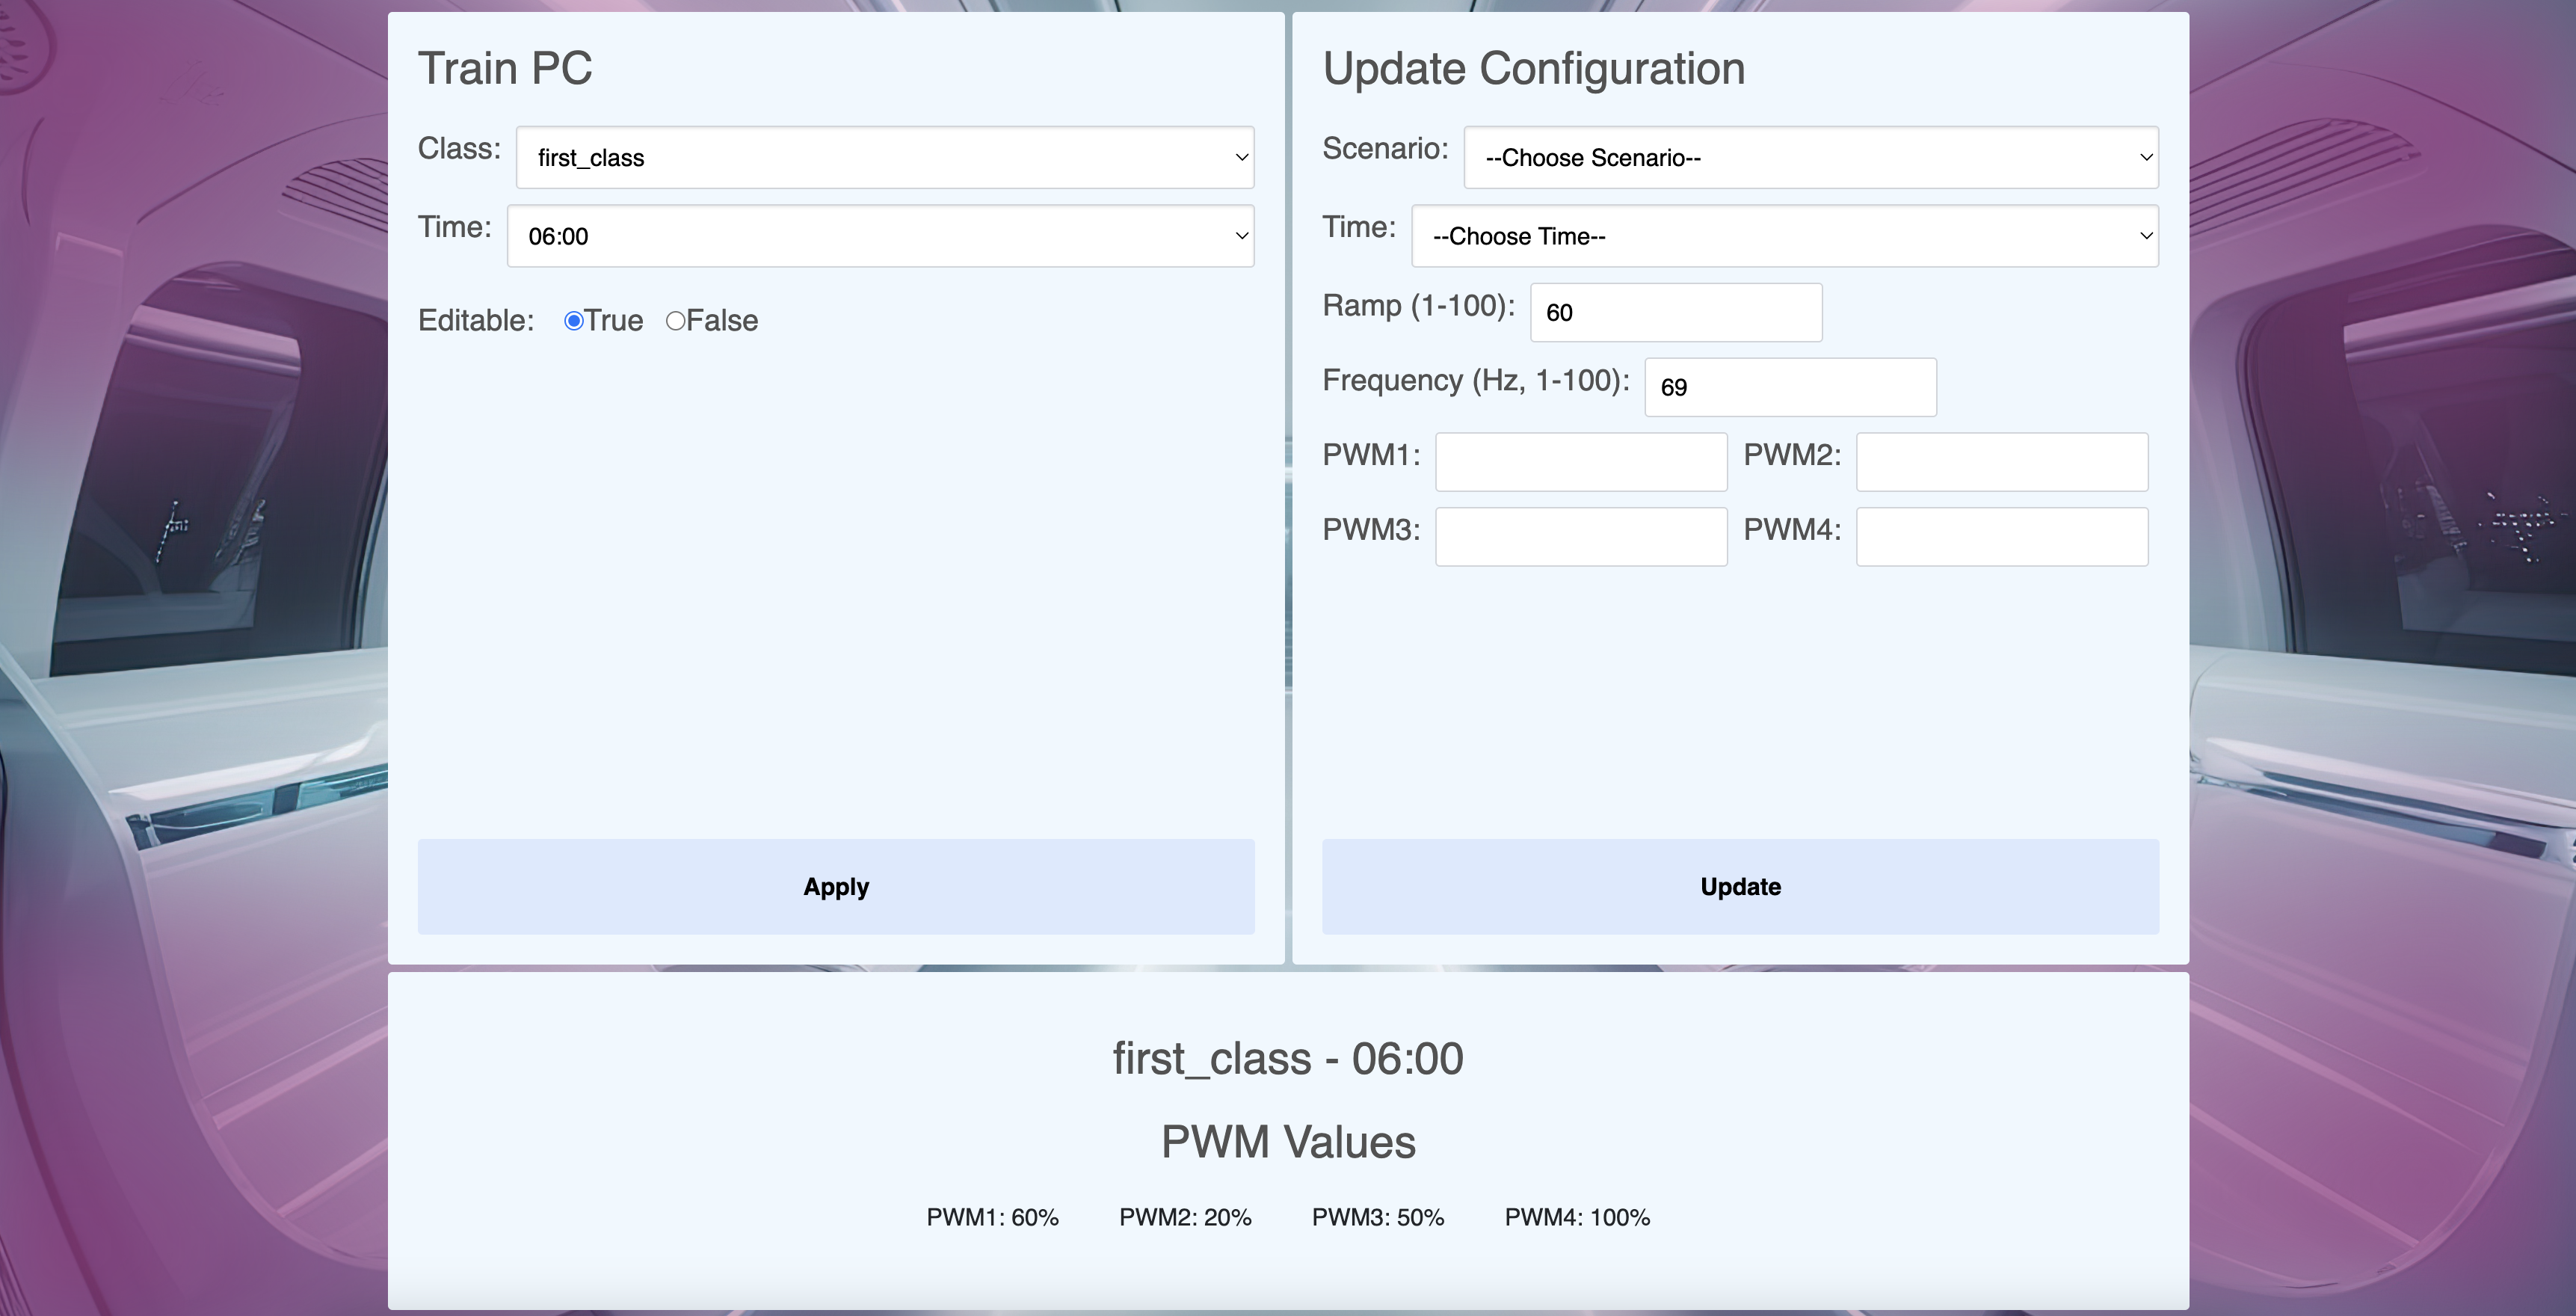 Train PC
Class: first_class
Time: 06:00
Editable: True False
Apply
Update Configuration
Scenario: --Choose Scenario--
Time: --Choose Time--
Ramp (1-100): 60
Frequency (Hz, 1-100): 69
PWM1: PWM2:
PWM3: PWM4:
Update
first_class - 06:00
PWM Values
PWM1: 60% PWM2: 20% PWM3: 50% PWM4: 100%